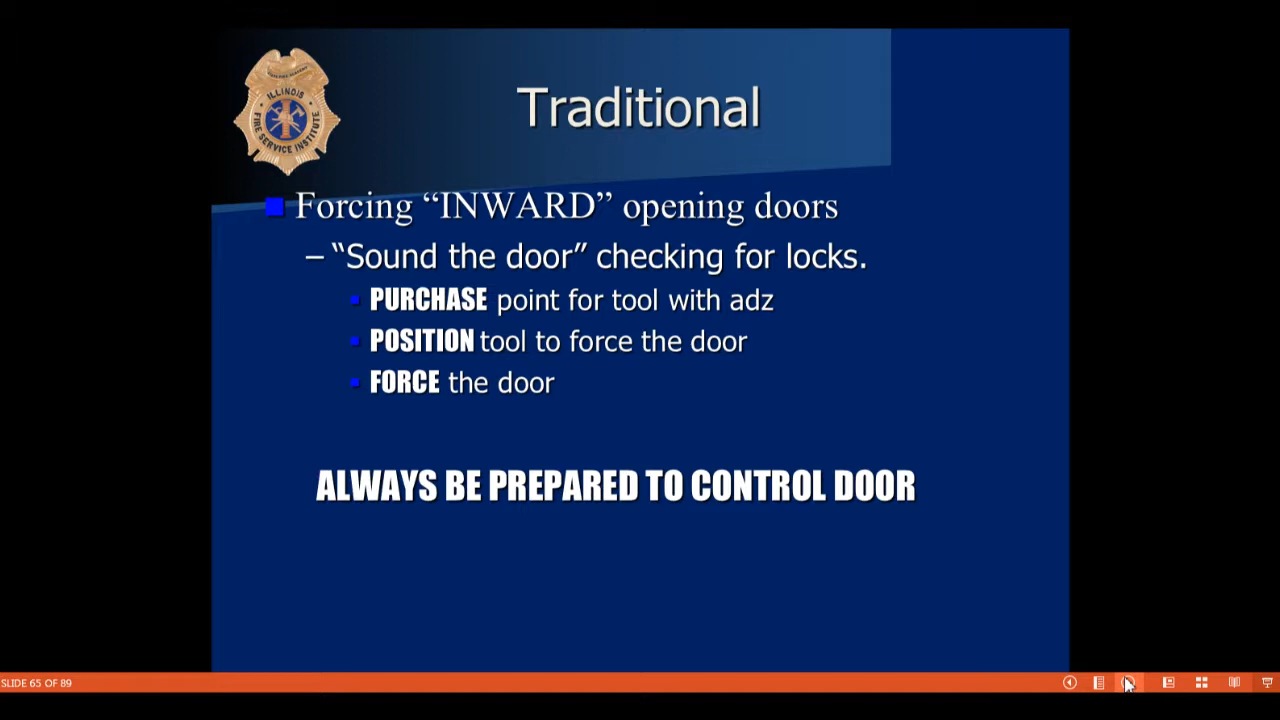 ILLINOIS
FIRE SERVICE INSTITUTE
Traditional
Forcing “INWARD” opening doors
– “Sound the door” checking for locks.
PURCHASE point for tool with adz
POSITION tool to force the door
FORCE the door
ALWAYS BE PREPARED TO CONTROL DOOR
SLIDE 65 OF 89